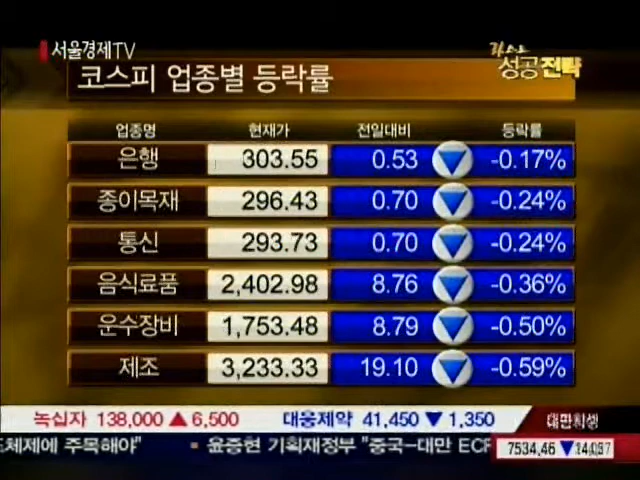 서울경제TV
성공전략
코스피 업종별 등락률
업종명 현재가 전일대비 등락률
은행 303.55 0.53 ▼ -0.17%
종이목재 296.43 0.70 ▼ -0.24%
통신 293.73 0.70 ▼ -0.24%
음식료품 2,402.98 8.76 ▼ -0.36%
운수장비 1,753.48 8.79 ▼ -0.50%
제조 3,233.33 19.10 ▼ -0.59%
녹십자 138,000 ▲ 6,500 대웅제약 41,450 ▼ 1,350 대만희생
체제에 주목해야" ▪ 윤증현 기획재정부 "중국-대만 ECF 7534,46